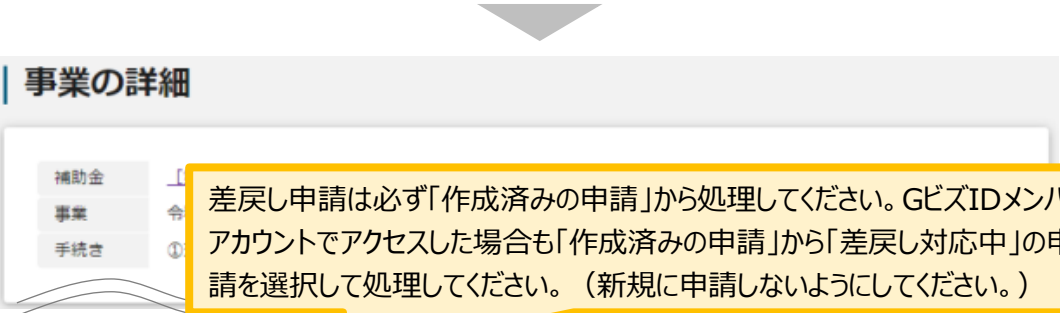 事業の詳細
補助金
事業
手続き
差戻し申請は必ず「作成済みの申請」から処理してください。GビズIDメンバ
アカウントでアクセスした場合も「作成済みの申請」から「差戻し対応中」の申
請を選択して処理してください。（新規に申請しないようにしてください。）